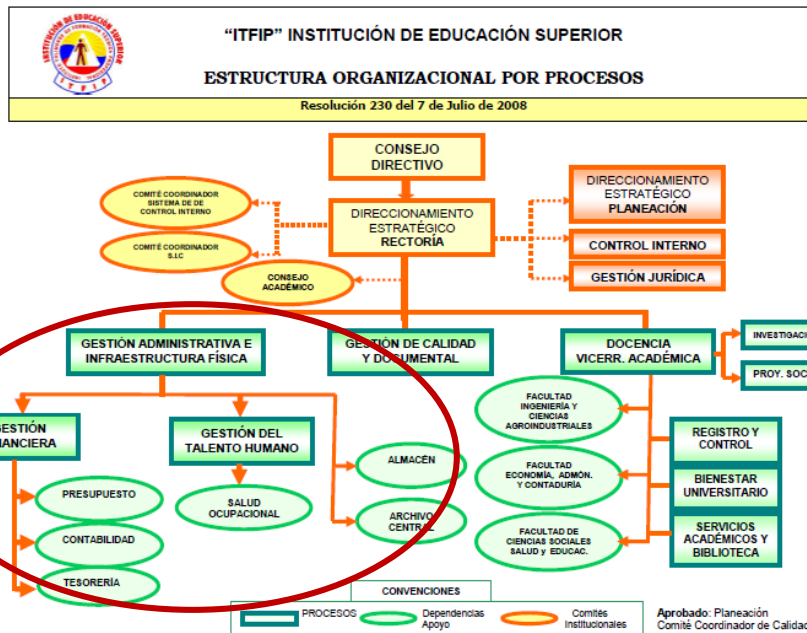 “ITFIP” INSTITUCIÓN DE EDUCACIÓN SUPERIOR
ESTRUCTURA ORGANIZACIONAL POR PROCESOS
Resolución 230 del 7 de Julio de 2008
I T F I P
CONSEJO
DIRECTIVO
COMITÉ COORDINADOR
SISTEMA DE DE
CONTROL INTERNO
COMITÉ COORDINADOR
S.I.C
DIRECCIONAMIENTO
ESTRATÉGICO
RECTORÍA
CONSEJO
ACADÉMICO
DIRECCIONAMIENTO
ESTRATÉGICO
PLANEACIÓN
CONTROL INTERNO
GESTIÓN JURÍDICA
GESTIÓN ADMINISTRATIVA E
INFRAESTRUCTURA FÍSICA
GESTIÓN DE CALIDAD
Y DOCUMENTAL
DOCENCIA
VICERR. ACADÉMICA
INVESTIGACI
PROY. SOC
GESTIÓN
NANCIERA
PRESUPUESTO
CONTABILIDAD
TESORERÍA
GESTIÓN DEL
TALENTO HUMANO
SALUD
OCUPACIONAL
ALMACÉN
ARCHIVO
CENTRAL
FACULTAD
INGENIERÍA Y
CIENCIAS
AGROINDUSTRIALES
FACULTAD
ECONOMÍA, ADMÓN.
Y CONTADURÍA
FACULTAD DE
CIENCIAS SOCIALES
SALUD y EDUCAC.
REGISTRO Y
CONTROL
BIENESTAR
UNIVERSITARIO
SERVICIOS
ACADÉMICOS Y
BIBLIOTECA
CONVENCIONES
PROCESOS
Dependencias
Apoyo
Comités
Institucionales
Aprobado: Planeación
Comité Coordinador de Calidad